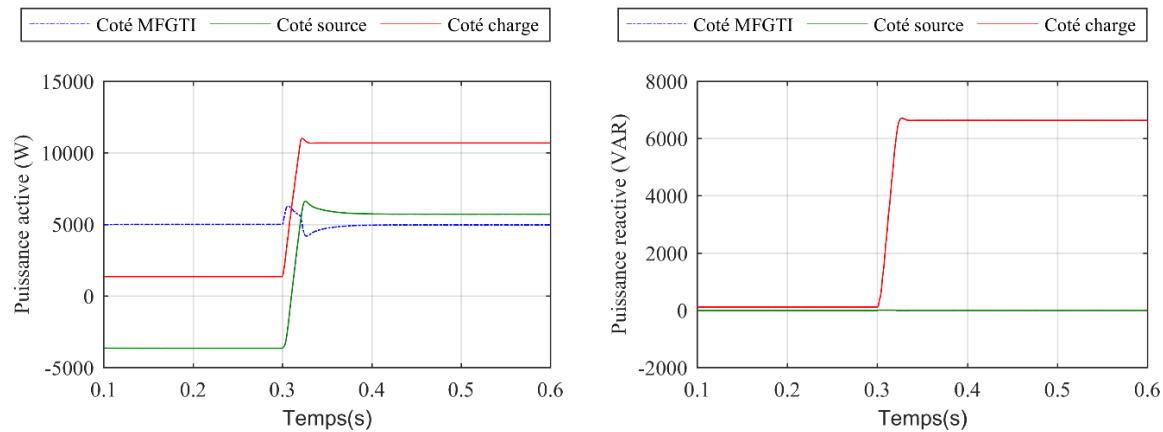 Coté MFGTI Coté source Coté charge
Puissance active (W)
15000
10000
5000
0
-5000
0.1 0.2 0.3 0.4 0.5 0.6
Temps(s)
Coté MFGTI Coté source Coté charge
Puissance reactive (VAR)
8000
6000
4000
2000
0
-2000
0.1 0.2 0.3 0.4 0.5 0.6
Temps(s)